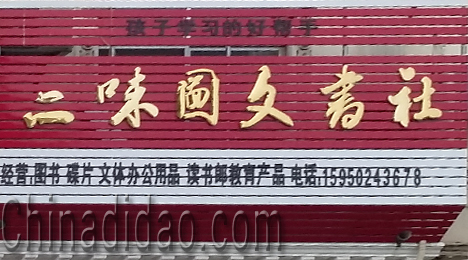 孩子学习的好帮手
二味图文书社
经营:图书 碟片 文体办公用品 读书郎教育产品 电话:15950243678
Chinadidao.com